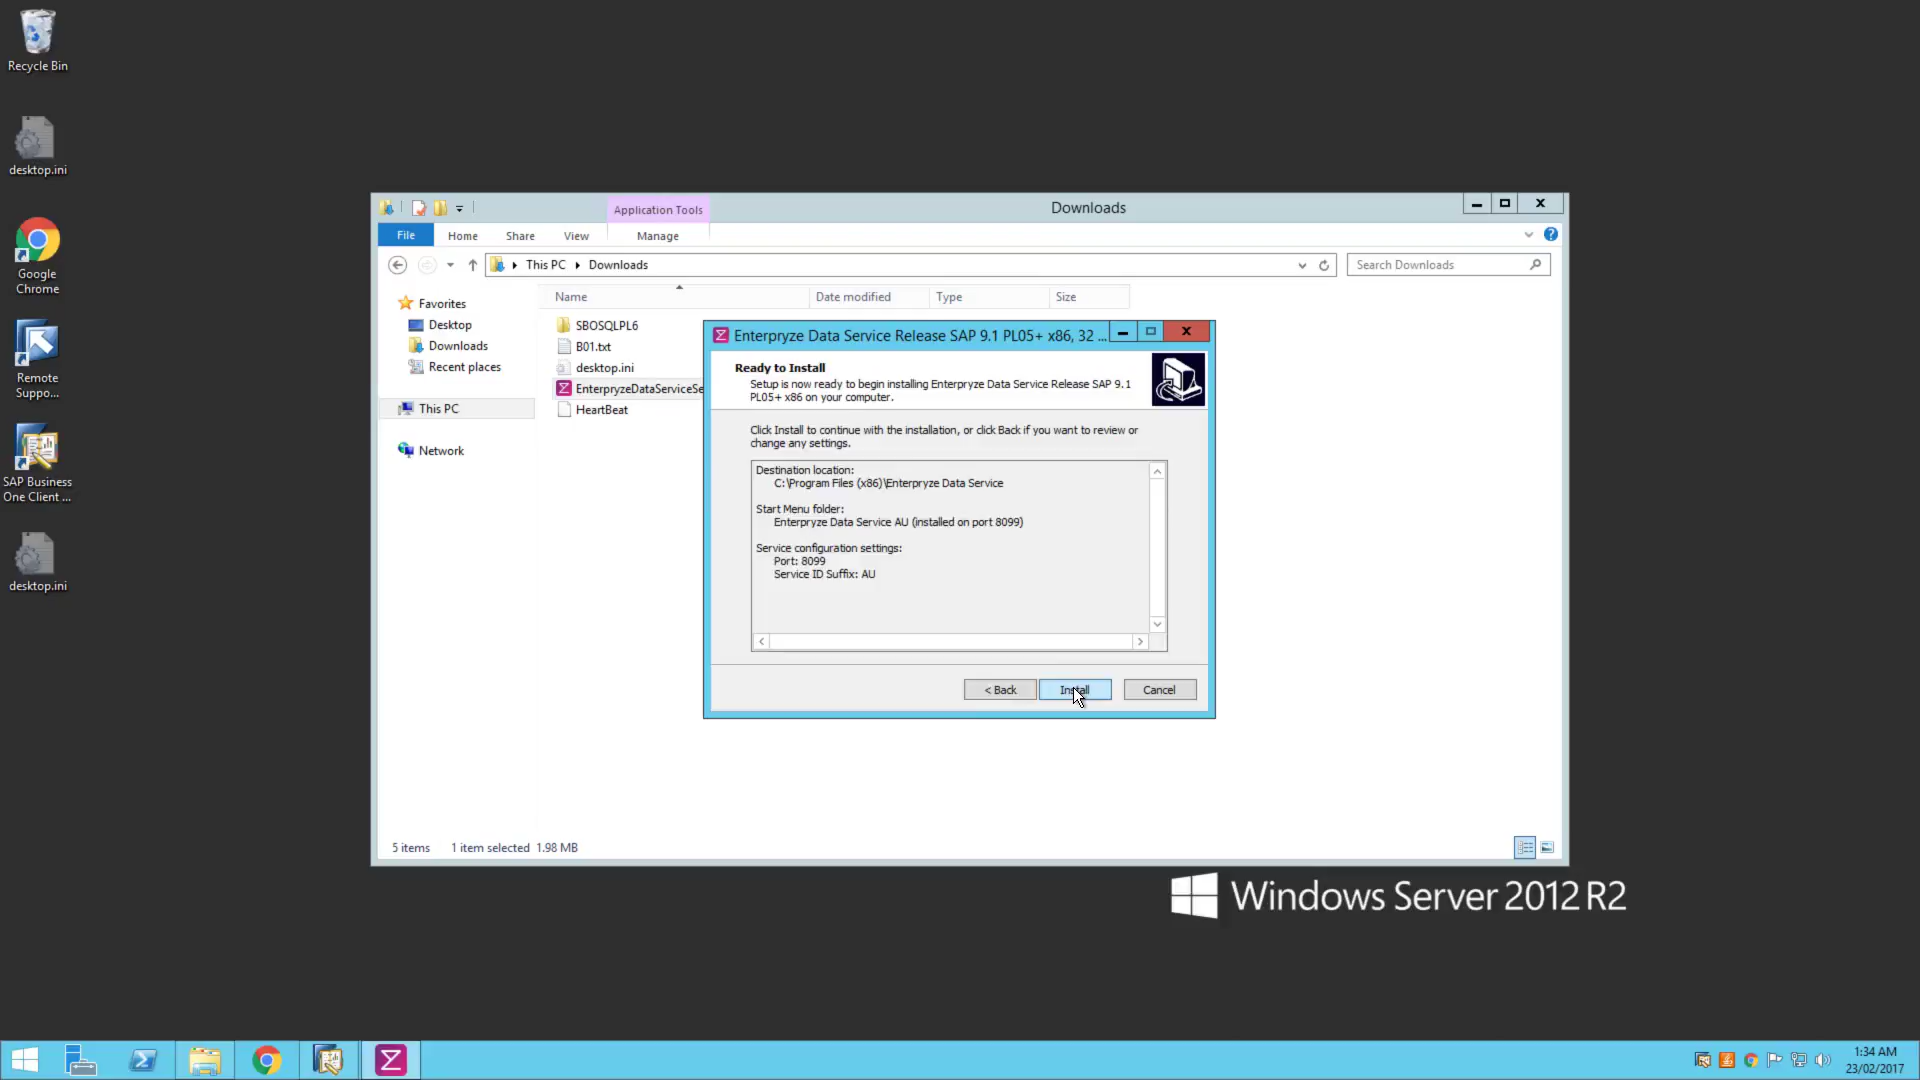 Recycle Bin
desktop.ini
Google
Chrome
Remote
Suppo...
SAP Business
One Client ...
desktop.ini
Application Tools
Downloads
File
Home
Share
View
Manage
This PC
Downloads
Search Downloads
Favorites
Desktop
Downloads
Recent places
This PC
Network
Name
Date modified
Type
Size
SBOSQLPL6
B01.txt
desktop.ini
EnterpryzeDataServiceSe
HeartBeat
Enterpryze Data Service Release SAP 9.1 PL05+ x86, 32 ...
Ready to Install
Setup is now ready to begin installing Enterpryze Data Service Release SAP 9.1
PL05+ x86 on your computer.
Click Install to continue with the installation, or click Back if you want to review or
change any settings.
Destination location:
C:\Program Files (x86)\Enterpryze Data Service
Start Menu folder:
Enterpryze Data Service AU (installed on port 8099)
Service configuration settings:
Port: 8099
Service ID Suffix: AU
< Back
Install
Cancel
5 items
1 item selected 1.98 MB
Windows Server 2012 R2
1:34 AM
23/02/2017